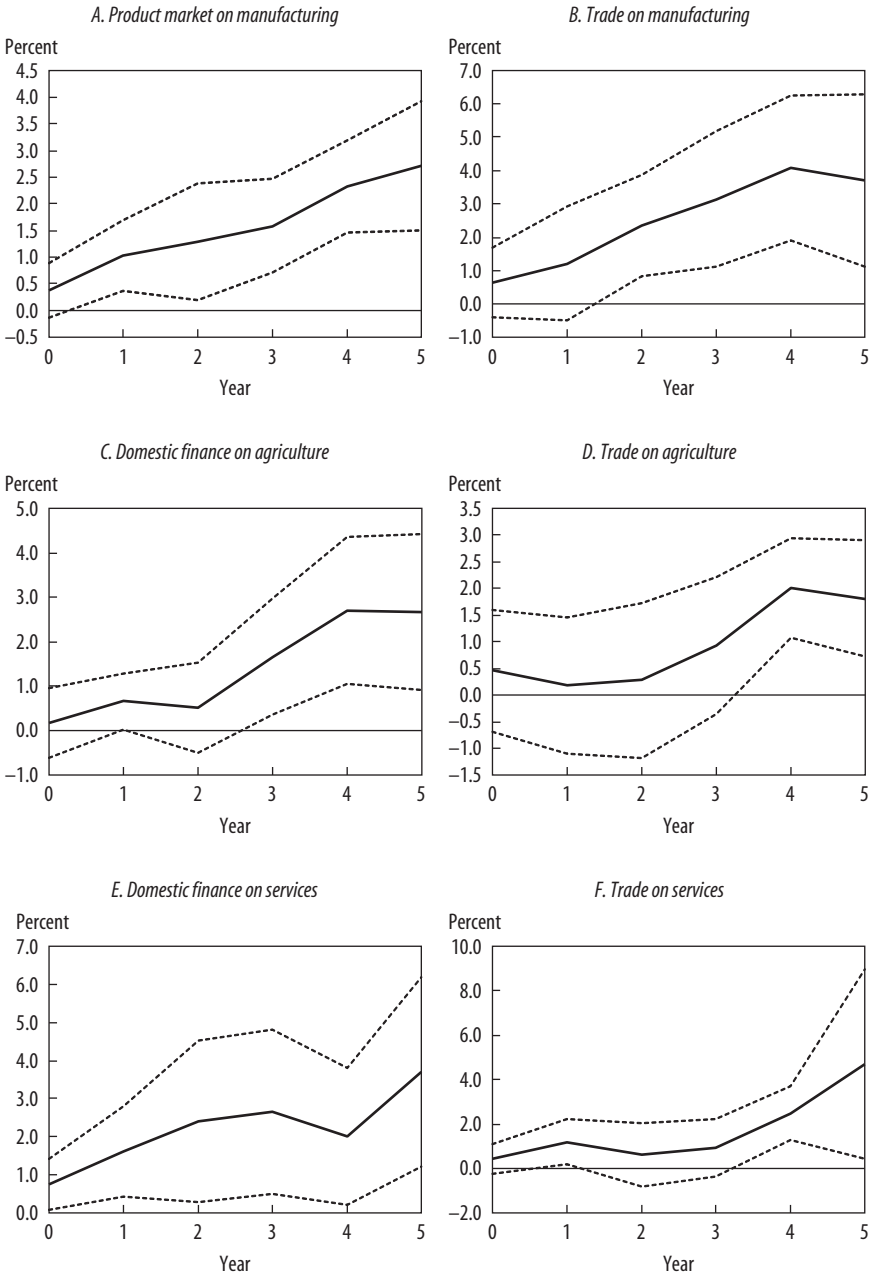 A. Product market on manufacturing
Percent
4.5
4.0
3.5
3.0
2.5
2.0
1.5
1.0
0.5
0.0
–0.5
0 1 2 3 4 5
Year
B. Trade on manufacturing
Percent
7.0
6.0
5.0
4.0
3.0
2.0
1.0
0.0
–1.0
0 1 2 3 4 5
Year
C. Domestic finance on agriculture
Percent
5.0
4.0
3.0
2.0
1.0
0.0
–1.0
0 1 2 3 4 5
Year
D. Trade on agriculture
Percent
3.5
3.0
2.5
2.0
1.5
1.0
0.5
0.0
–0.5
–1.0
–1.5
0 1 2 3 4 5
Year
E. Domestic finance on services
Percent
7.0
6.0
5.0
4.0
3.0
2.0
1.0
0.0
0 1 2 3 4 5
Year
F. Trade on services
Percent
10.0
8.0
6.0
4.0
2.0
0.0
–2.0
0 1 2 3 4 5
Year